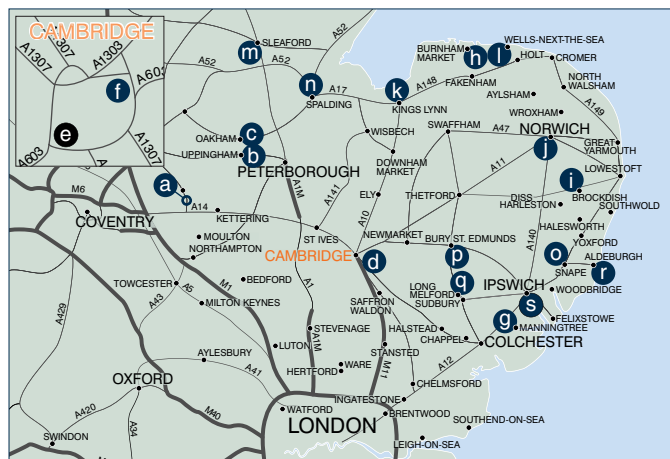 CAMBRIDGE
A1307
A1307
A1303
A1303
A603
f
e
A603
A1307
SLEAFORD
A52
m
A52
A52
n
A17
SPALDING
k
A148
KINGS LYNN
BURNHAM
MARKET
h
l
WELLS-NEXT-THE-SEA
HOLT
CROMER
FAKENHAM
NORTH
WALSHAM
AYLSHAM
A149
WROXHAM
c
OAKHAM
b
UPPINGHAM
PETERBOROUGH
WISBECH
SWAFFHAM
A47
NORWICH
j
GREAT
YARMOUTH
DOWNHAM
MARKET
A11
LOWESTOFT
a
M6
A14
COVENTRY
KETTERING
A1M
A141
ELY
A10
THETFORD
DISS
i
BROCKDISH
HARLESTON
SOUTHWOLD
HALESWORTH
YOXFORD
MOULTON
NORTHAMPTON
ST IVES
NEWMARKET
BURY ST. EDMUNDS
A140
CAMBRIDGE
d
p
o
ALDEBURGH
SNAPE
r
A429
M1
BEDFORD
A1
TOWCESTER
A5
A43
MILTON KEYNES
SAFFRON
WALDON
LONG
MELFORD
q
SUDBURY
IPSWICH
s
WOODBRIDGE
FELIXSTOWE
g
MANNINGTREE
STEVENAGE
HALSTEAD
CHAPPEL
COLCHESTER
A1M
LUTON
AYLESBURY
WARE
HERTFORD
STANSTED
M11
A12
A41
CHELMSFORD
OXFORD
M40
A420
A34
SWINDON
WATFORD
LONDON
INGATESTONE
BRENTWOOD
SOUTHEND-ON-SEA
LEIGH-ON-SEA